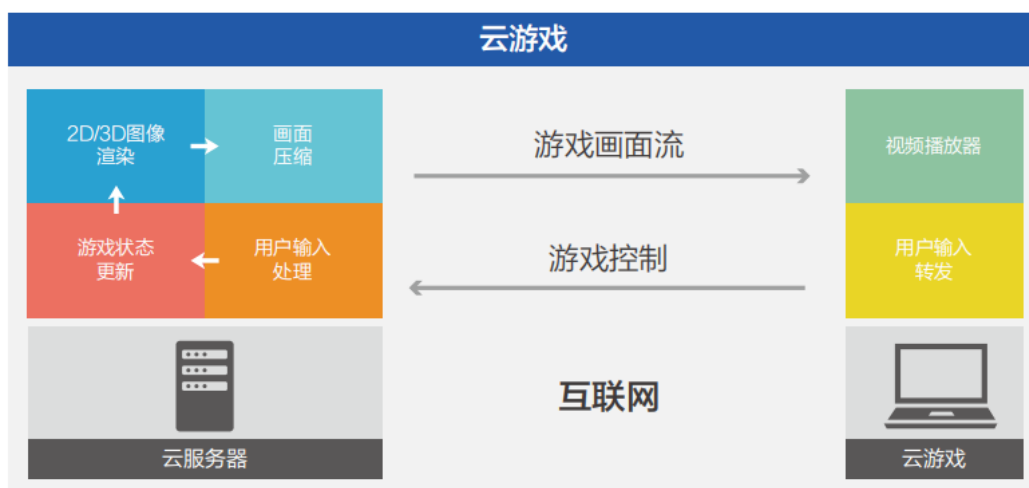 云游戏
2D/3D图像
渲染
画面
压缩
游戏画面流
视频播放器
游戏状态
更新
用户输入
处理
游戏控制
用户输入
转发
互联网
云服务器
云游戏